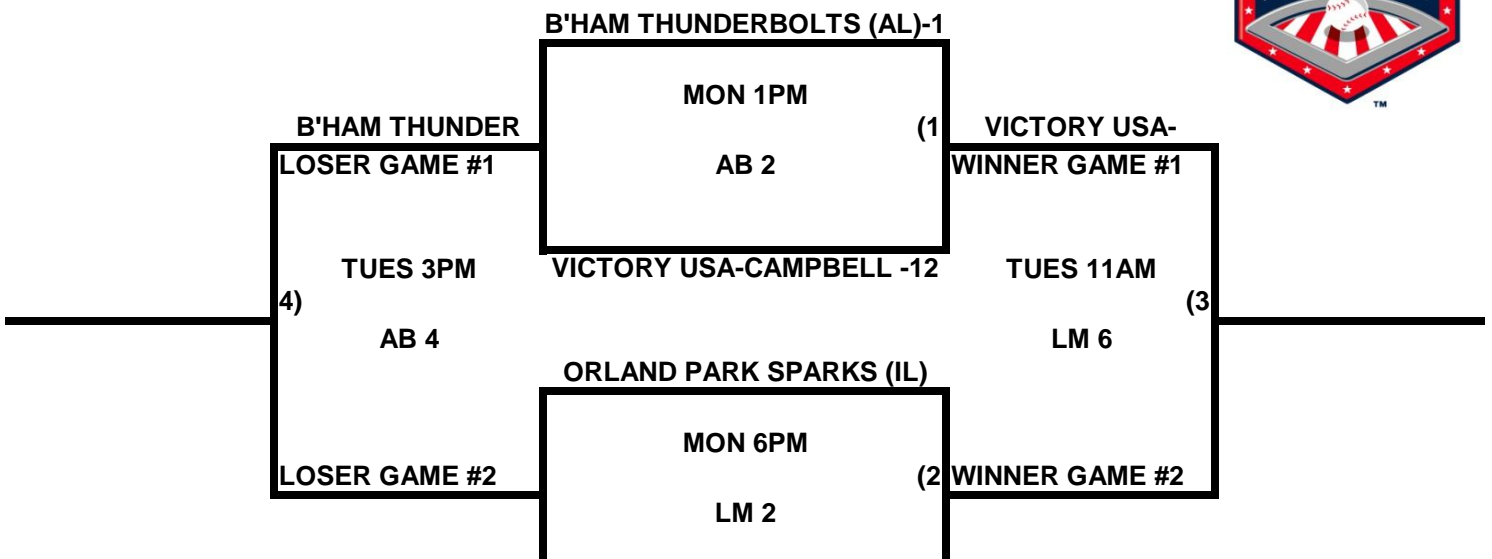 B'HAM THUNDERBOLTS (AL)-1
MON 1PM
B'HAM THUNDER
(1
VICTORY USA-
LOSER GAME #1
AB 2
WINNER GAME #1
TUES 3PM
VICTORY USA-CAMPBELL -12
TUES 11AM
4)
(3
AB 4
LM 6
ORLAND PARK SPARKS (IL)
MON 6PM
LOSER GAME #2
(2
WINNER GAME #2
LM 2
TM